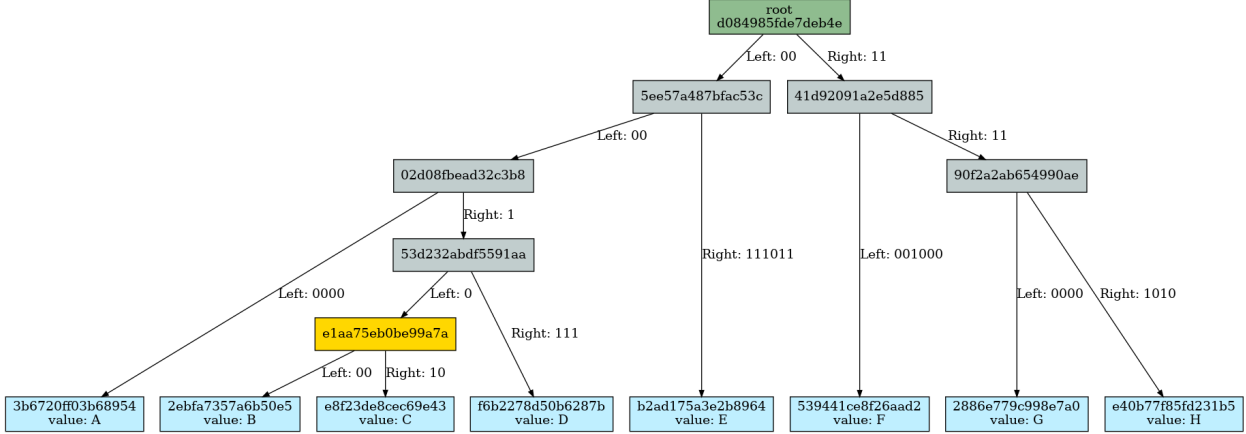 root
d084985fde7deb4e
Left: 00
Right: 11
5ee57a487bfac53c
41d92091a2e5d885
Left: 00
Right: 11
02d08fbead32c3b8
90f2a2ab654990ae
Right: 1
53d232abdf5591aa
Right: 111011
Left: 001000
Left: 0000
Left: 0
Left: 0000
Right: 1010
e1aa75eb0be99a7a
Right: 111
Left: 00
Right: 10
3b6720ff03b68954
value: A
2ebfa7357a6b50e5
value: B
e8f23de8cec69e43
value: C
f6b2278d50b6287b
value: D
b2ad175a3e2b8964
value: E
539441ce8f26aad2
value: F
2886e779c998e7a0
value: G
e40b77f85fd231b5
value: H